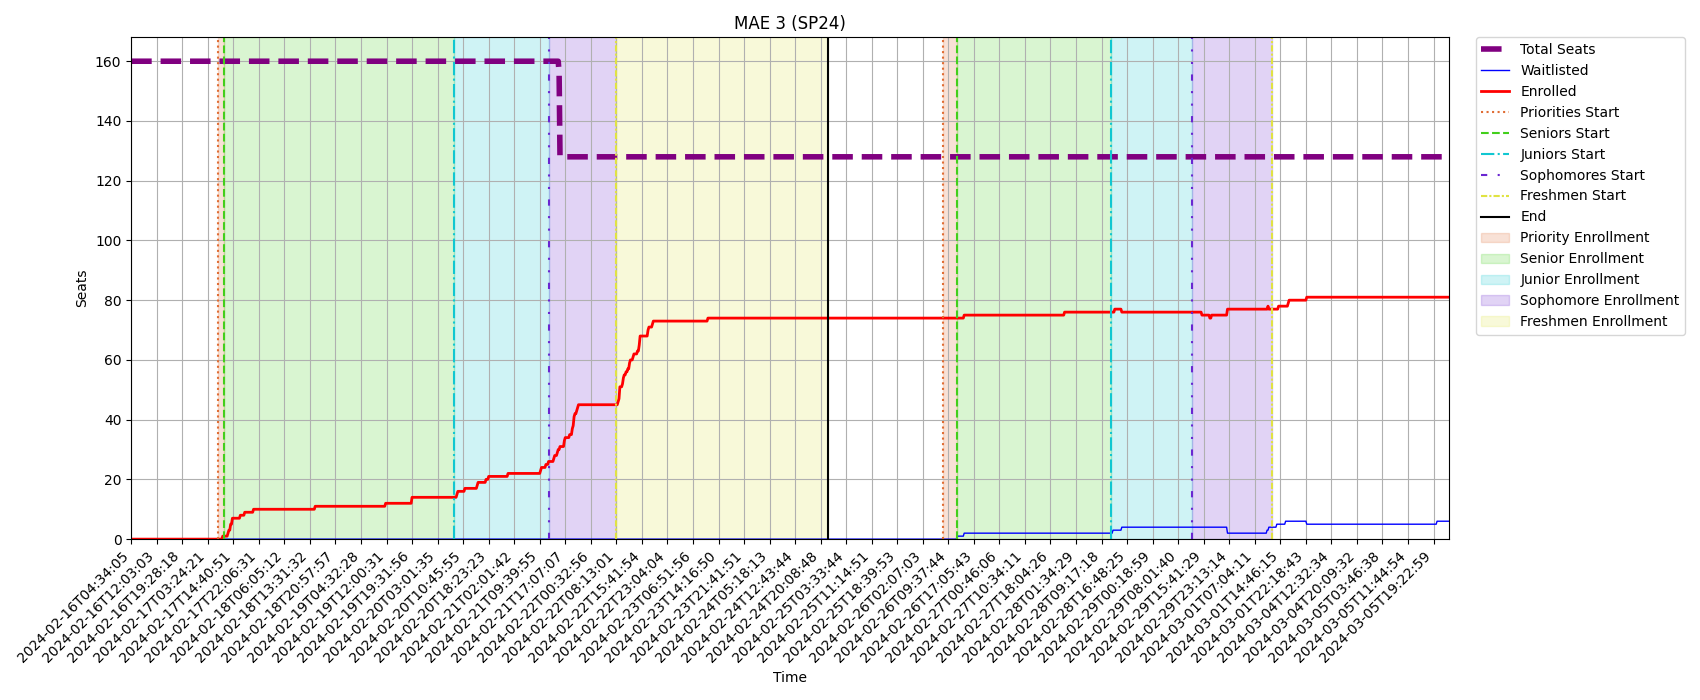 MAE 3 (SP24)
Seats
160
140
120
100
80
60
40
20
0
2024-02-16T04:34:05
2024-02-16T12:03:03
2024-02-16T19:28:18
2024-02-17T03:24:21
2024-02-17T14:40:51
2024-02-17T22:06:31
2024-02-18T06:05:12
2024-02-18T13:31:32
2024-02-18T20:57:57
2024-02-19T04:32:28
2024-02-19T12:00:31
2024-02-19T19:31:56
2024-02-20T03:01:35
2024-02-20T10:45:55
2024-02-20T18:23:23
2024-02-21T02:01:42
2024-02-21T09:39:55
2024-02-21T17:07:07
2024-02-22T00:32:56
2024-02-22T08:13:01
2024-02-22T15:41:54
2024-02-22T23:04:04
2024-02-23T06:51:56
2024-02-23T14:16:50
2024-02-23T21:41:51
2024-02-24T05:18:13
2024-02-24T12:43:44
2024-02-24T20:08:48
2024-02-25T03:33:44
2024-02-25T11:14:51
2024-02-25T18:39:53
2024-02-26T02:07:03
2024-02-26T09:37:44
2024-02-26T17:05:43
2024-02-27T00:46:06
2024-02-27T10:34:11
2024-02-27T18:04:26
2024-02-28T01:34:29
2024-02-28T09:17:18
2024-02-28T16:48:25
2024-02-29T00:18:59
2024-02-29T08:01:40
2024-02-29T15:41:29
2024-02-29T23:13:14
2024-03-01T07:04:11
2024-03-01T14:46:15
2024-03-01T22:18:43
2024-03-04T12:32:34
2024-03-04T20:09:32
2024-03-05T03:46:38
2024-03-05T11:44:54
2024-03-05T19:22:59
Time
Total Seats
Waitlisted
Enrolled
Priorities Start
Seniors Start
Juniors Start
Sophomores Start
Freshmen Start
End
Priority Enrollment
Senior Enrollment
Junior Enrollment
Sophomore Enrollment
Freshmen Enrollment